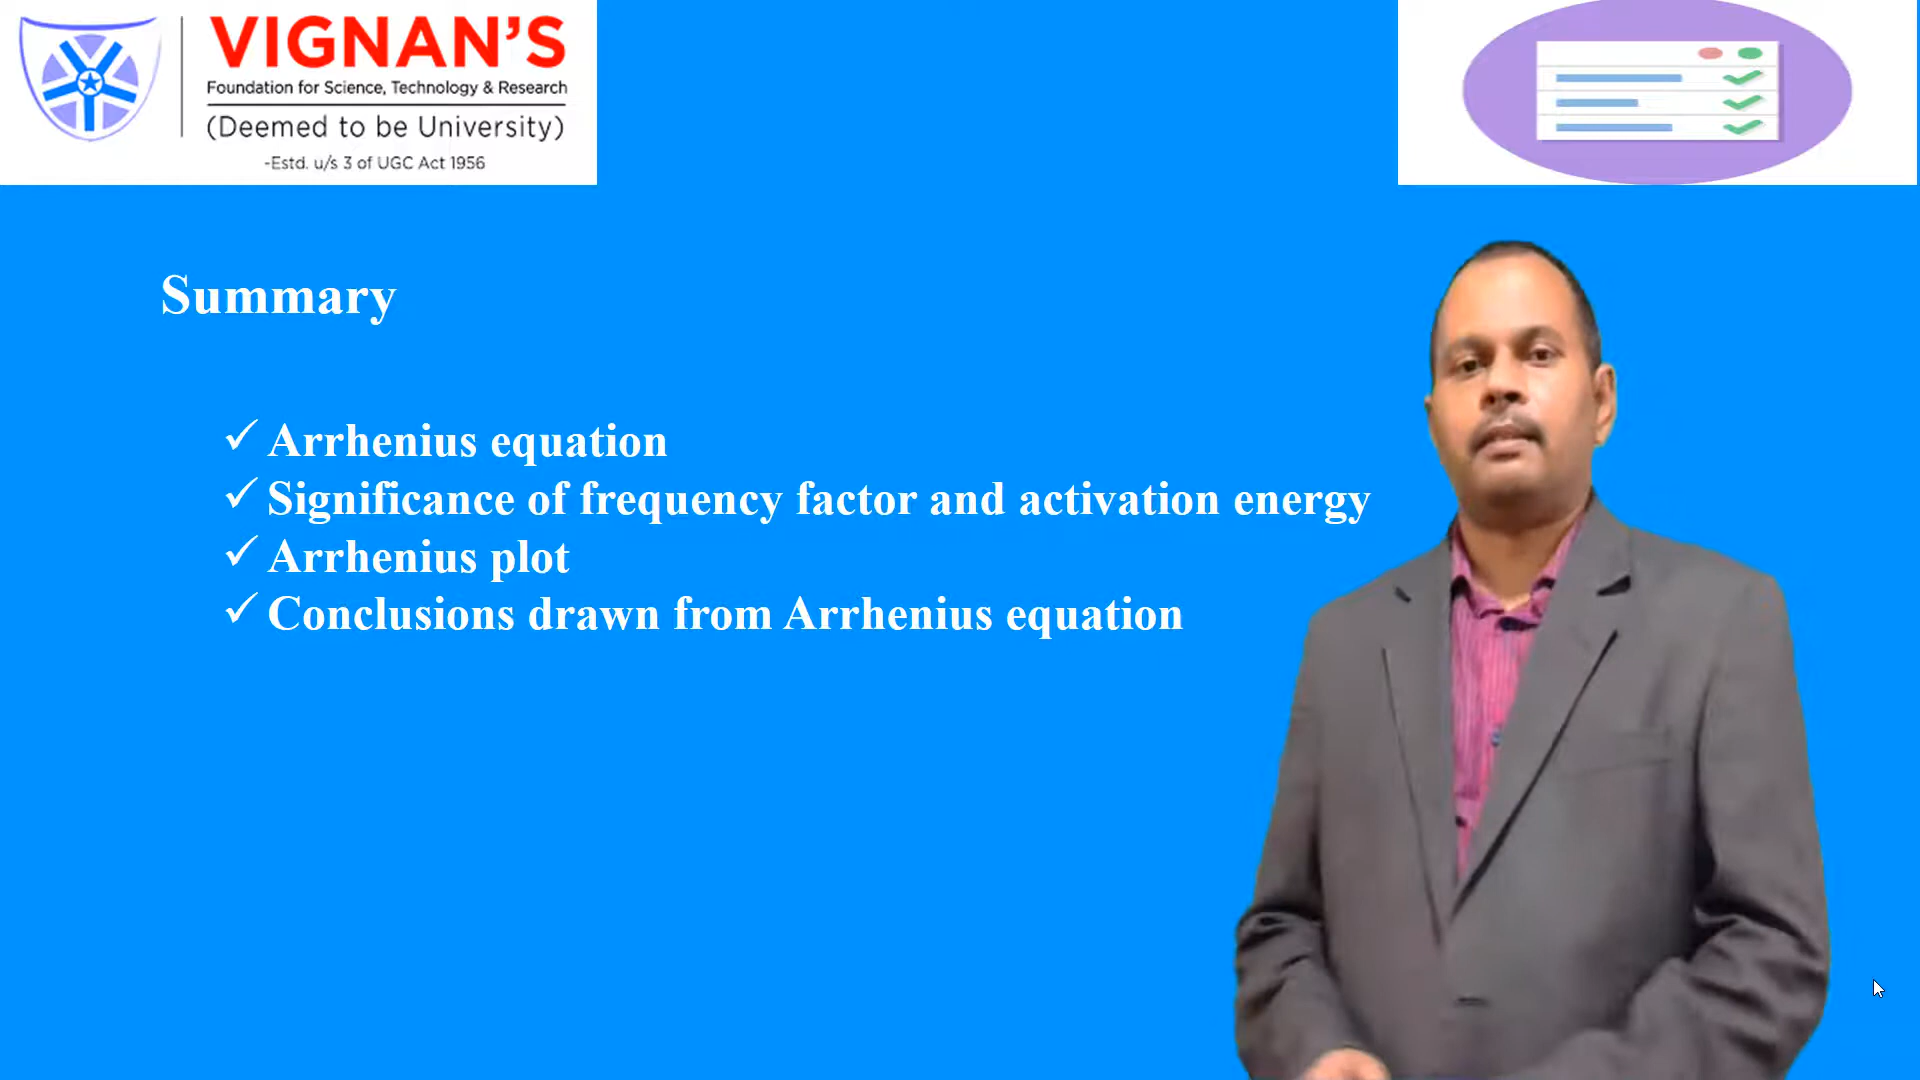 VIGNAN'S
Foundation for Science, Technology & Research
(Deemed to be University)
-Estd. u/s 3 of UGC Act 1956
Summary
✓ Arrhenius equation
✓ Significance of frequency factor and activation energy
✓ Arrhenius plot
✓ Conclusions drawn from Arrhenius equation